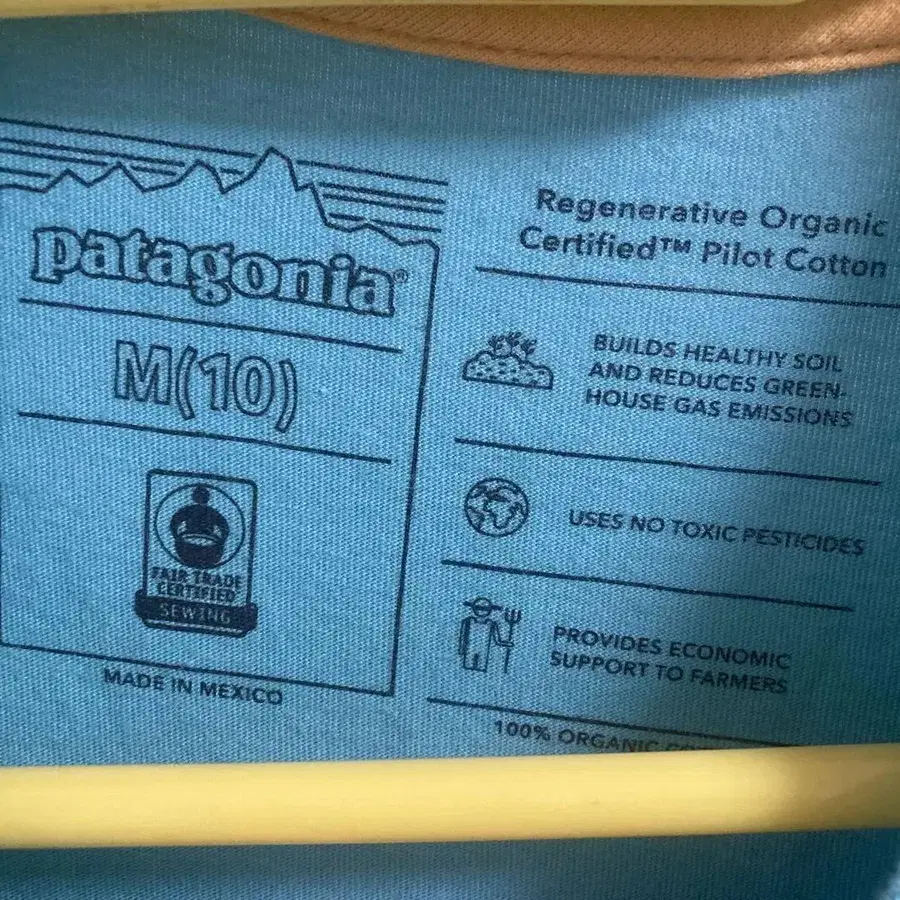 patagonia®
M(10)
FAIR TRADE
CERTIFIED
SEWING
MADE IN MEXICO
Regenerative Organic
Certified™ Pilot Cotton
BUILDS HEALTHY SOIL
AND REDUCES GREEN-
HOUSE GAS EMISSIONS
USES NO TOXIC PESTICIDES
PROVIDES ECONOMIC
SUPPORT TO FARMERS
100% ORGANIC